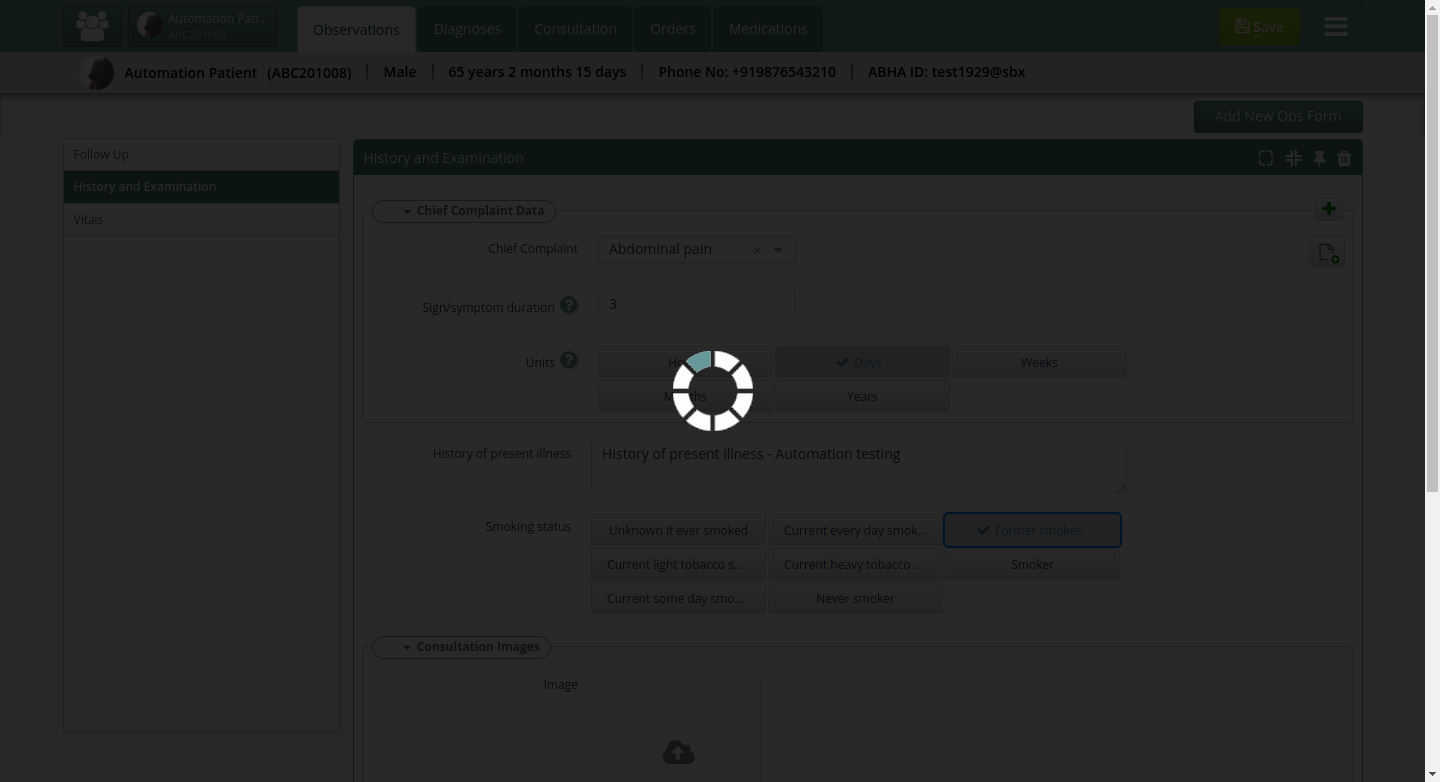 Automation Pati...
ABC201008
Observations
Diagnoses
Consultation
Orders
Medications
Save
Automation Patient (ABC201008) | Male | 65 years 2 months 15 days | Phone No: +919876543210 | ABHA ID: test1929@sbx
Add New Obs Form
Follow Up
History and Examination
Vitals
History and Examination
Chief Complaint Data
Chief Complaint
Abdominal pain
Sign/symptom duration
3
Units
Days
Weeks
Years
History of present illness
History of present illness - Automation testing
Smoking status
Unknown if ever smoked
Current every day smok...
Former smoker
Current light tobacco s...
Current heavy tobacco ...
Smoker
Current some day smo...
Never smoker
Consultation Images
Image